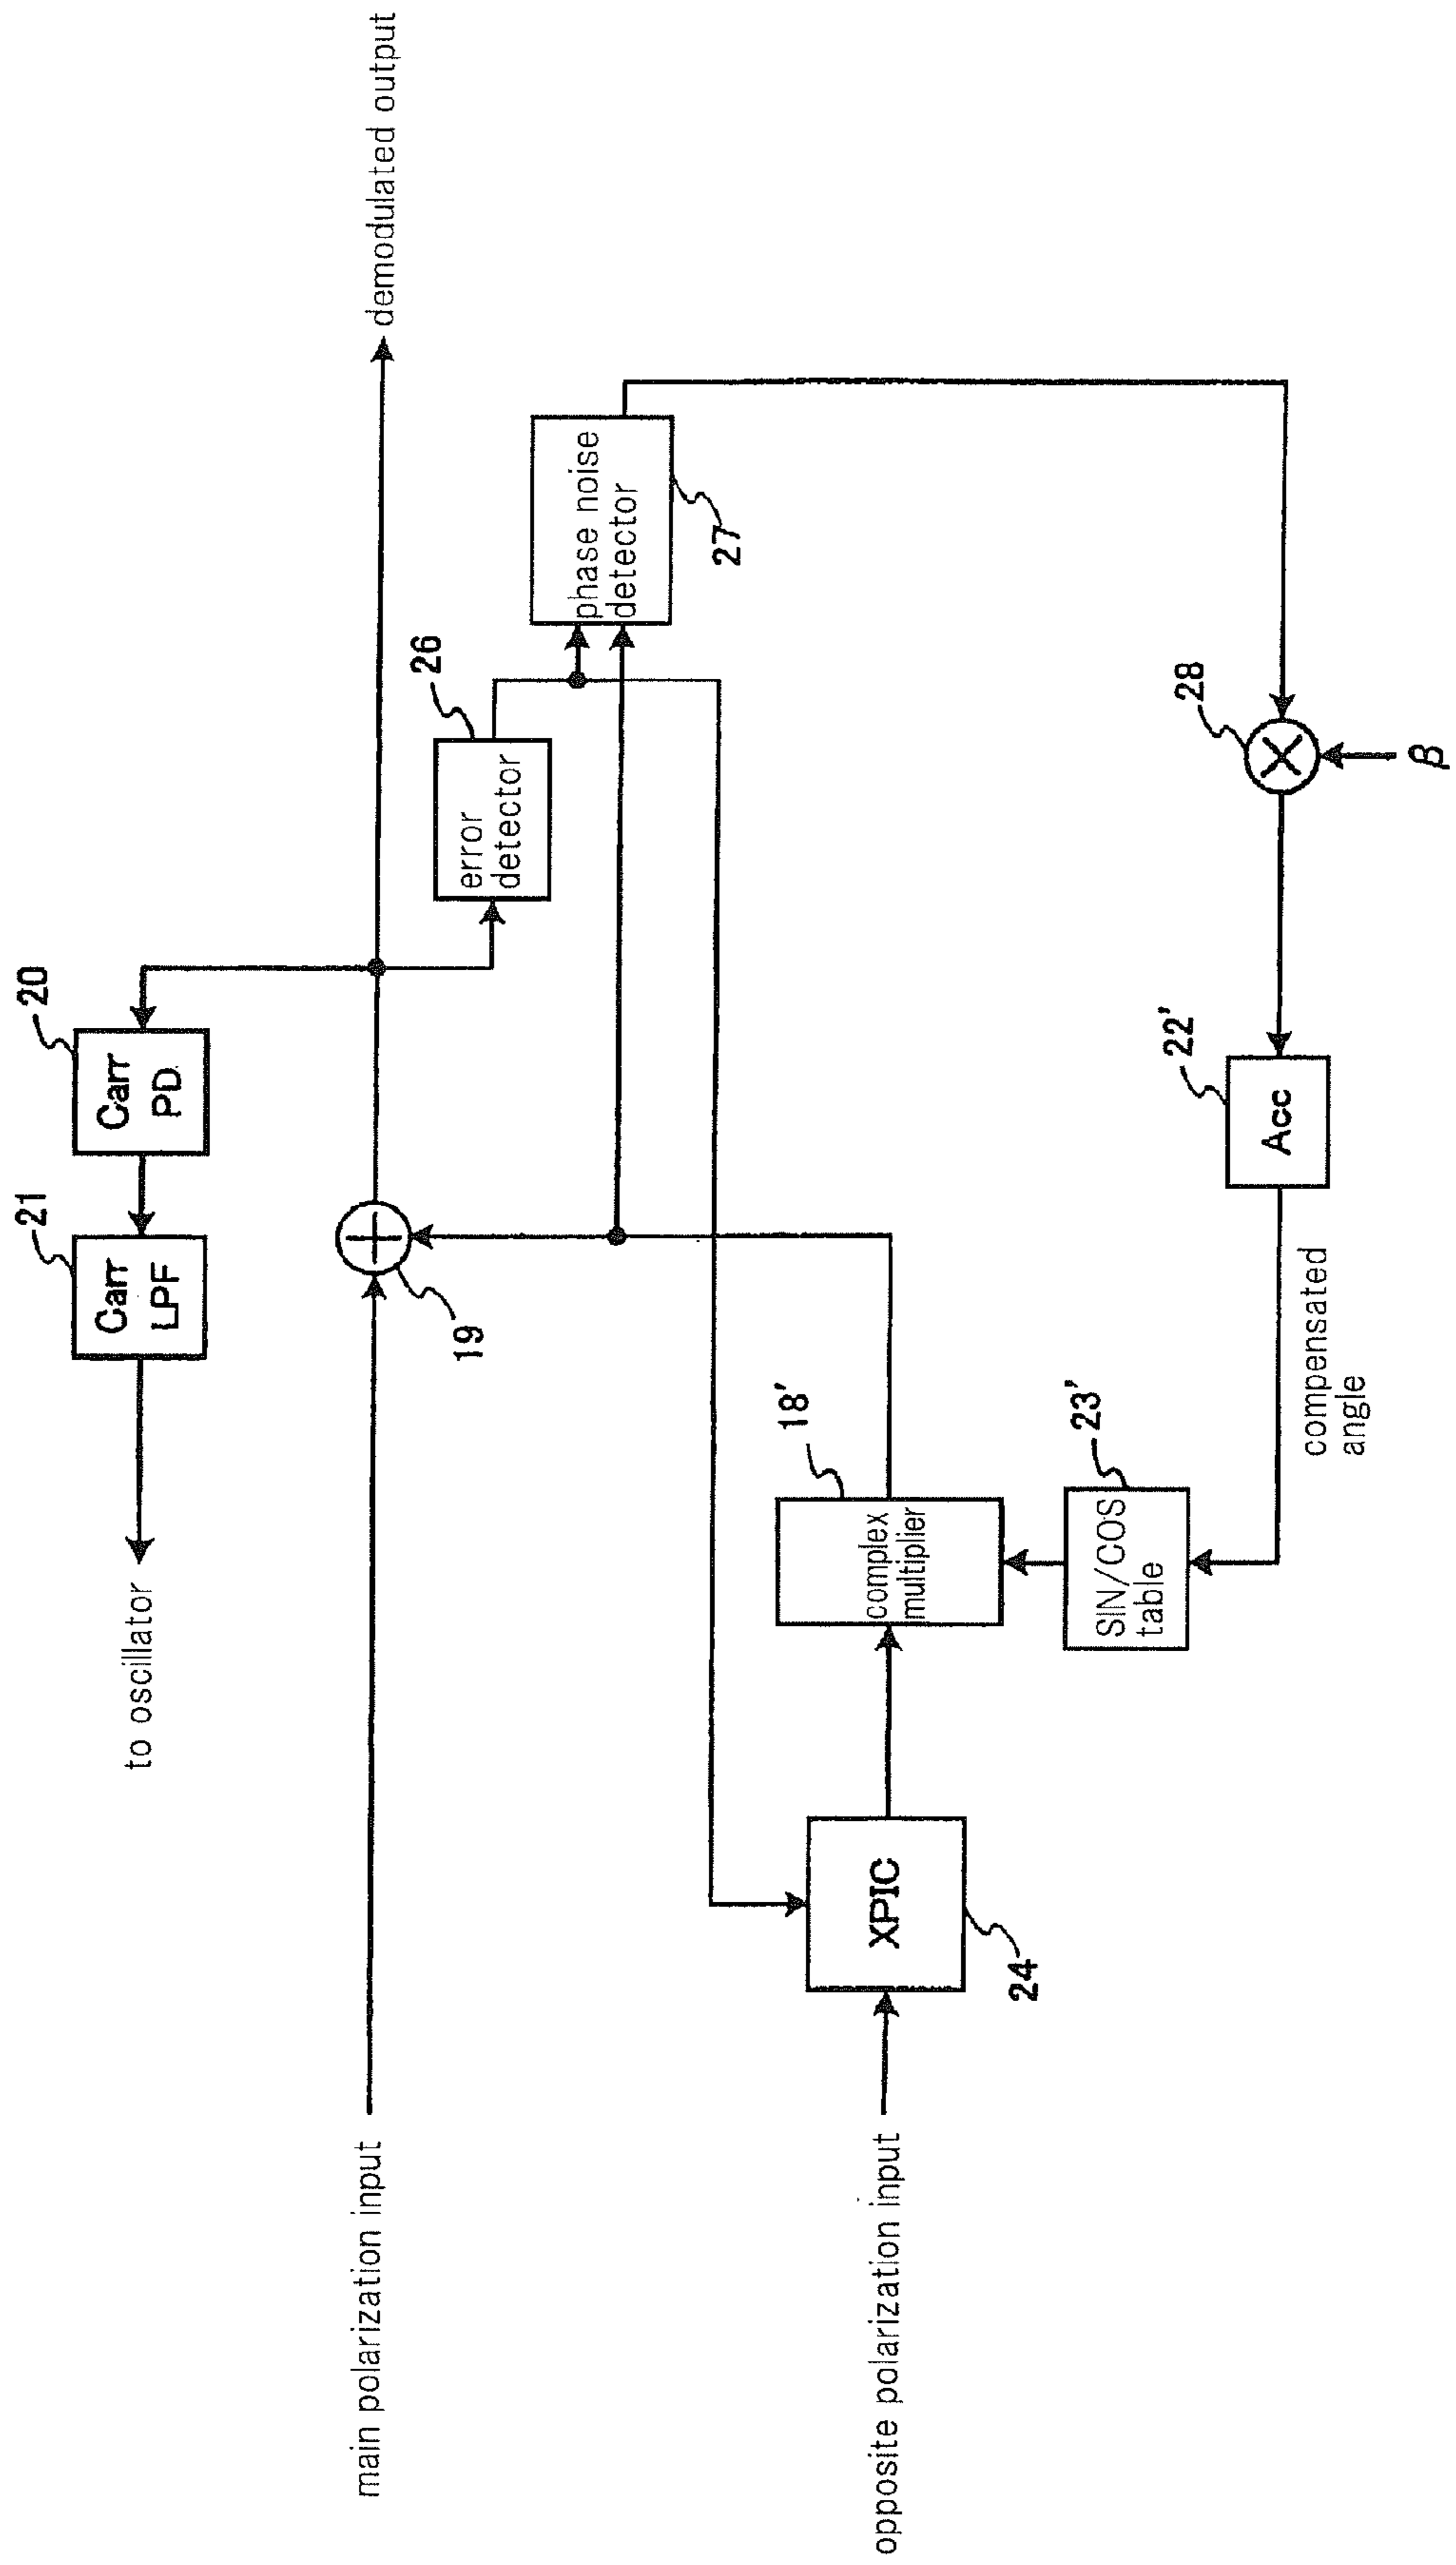 21
20
Carr
LPF
Carr
PD
to oscillator
main polarization input
19
demodulated output
26
error
detector
phase noise
detector
27
18'
complex
multiplier
opposite polarization input
XPIC
24
23'
SIN/COS
table
compensated
angle
22'
Acc
28
β